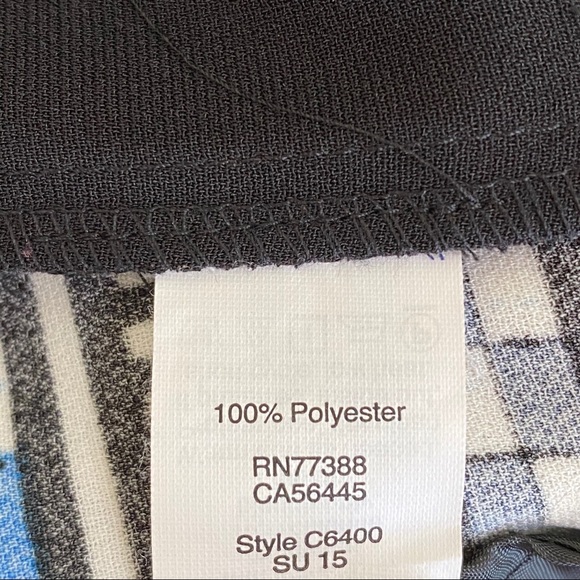 100% Polyester
RN77388
CA56445
Style C6400
SU 15